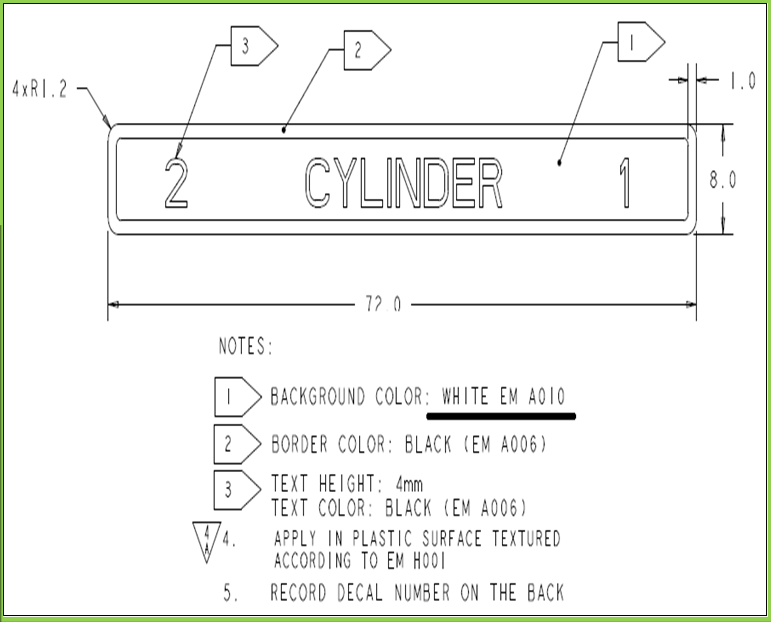 3
2
1
4xR1.2
1.0
2 CYLINDER 1
8.0
72.0
NOTES:
1 BACKGROUND COLOR: WHITE EM A010
2 BORDER COLOR: BLACK (EM A006)
3 TEXT HEIGHT: 4mm
TEXT COLOR: BLACK (EM A006)
4 A 4. APPLY IN PLASTIC SURFACE TEXTURED
ACCORDING TO EM H001
5. RECORD DECAL NUMBER ON THE BACK